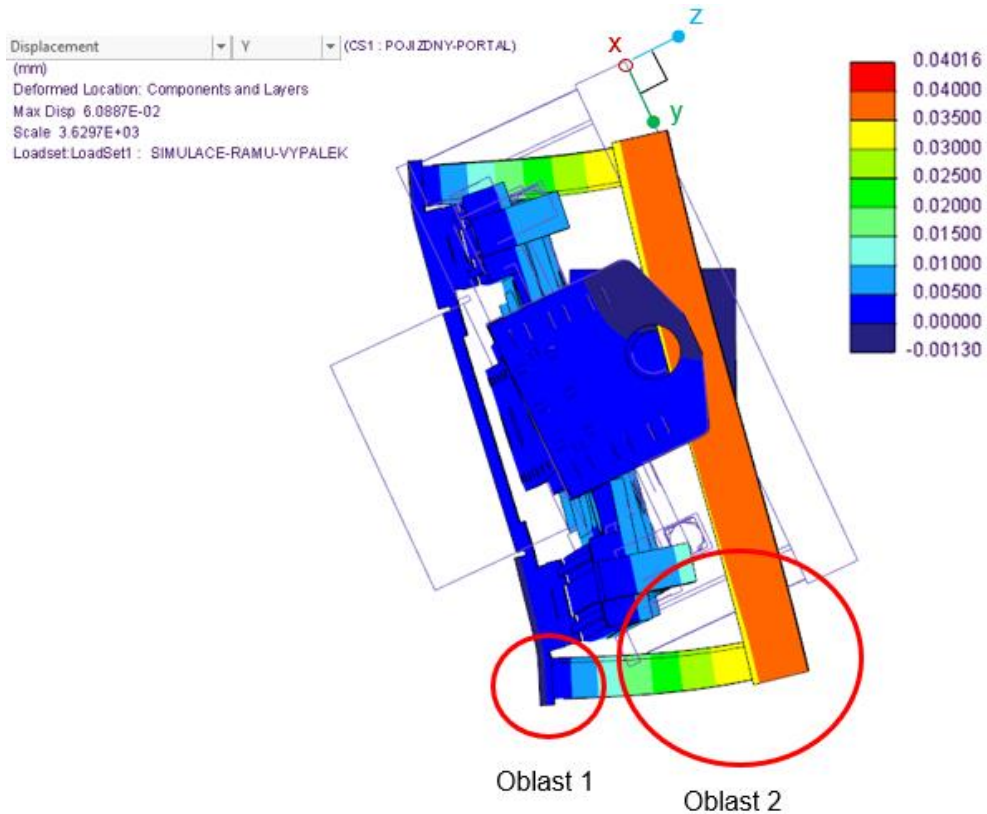 Displacement Y (CS1 : POJIZDNY-PORTAL)
(mm)
Deformed Location: Components and Layers
Max Disp 6.0887E-02
Scale 3.6297E+03
Loadset:LoadSet1 : SIMULACE-RAMU-VYPALEK
z
x
y
0.04016
0.04000
0.03500
0.03000
0.02500
0.02000
0.01500
0.01000
0.00500
0.00000
-0.00130
Oblast 1
Oblast 2